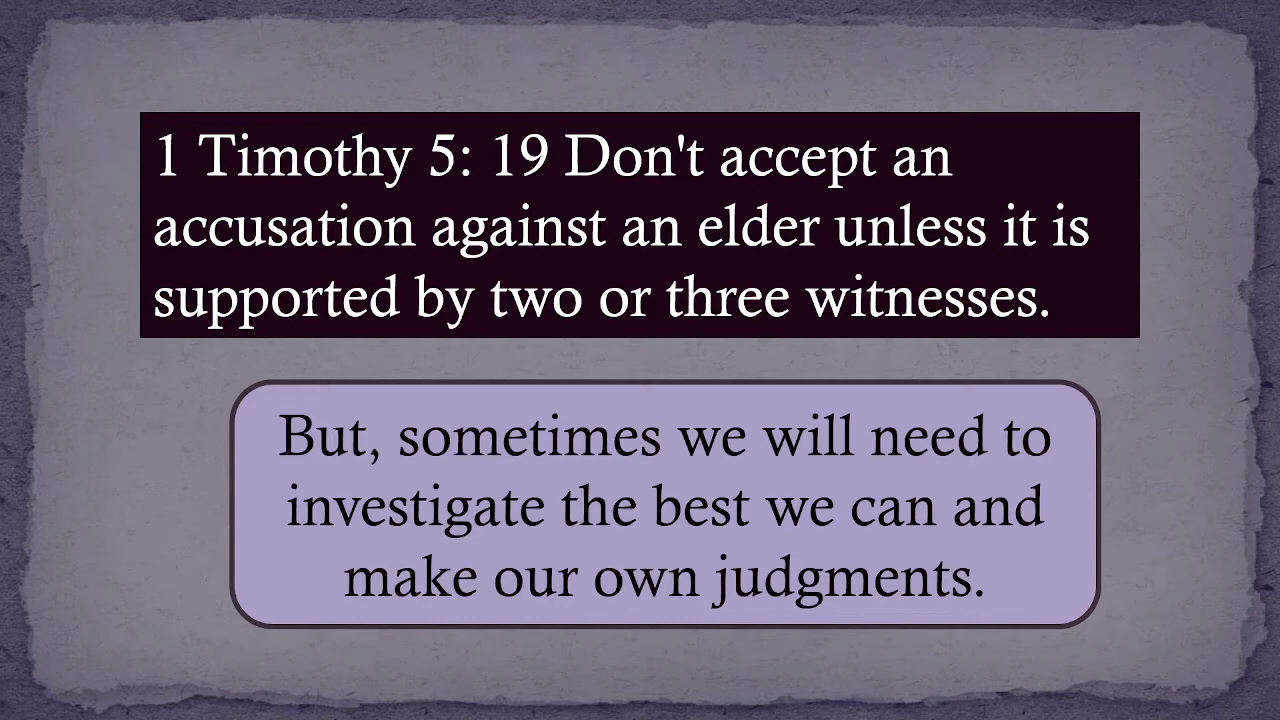 1 Timothy 5: 19 Don't accept an
accusation against an elder unless it is
supported by two or three witnesses.
But, sometimes we will need to
investigate the best we can and
make our own judgments.